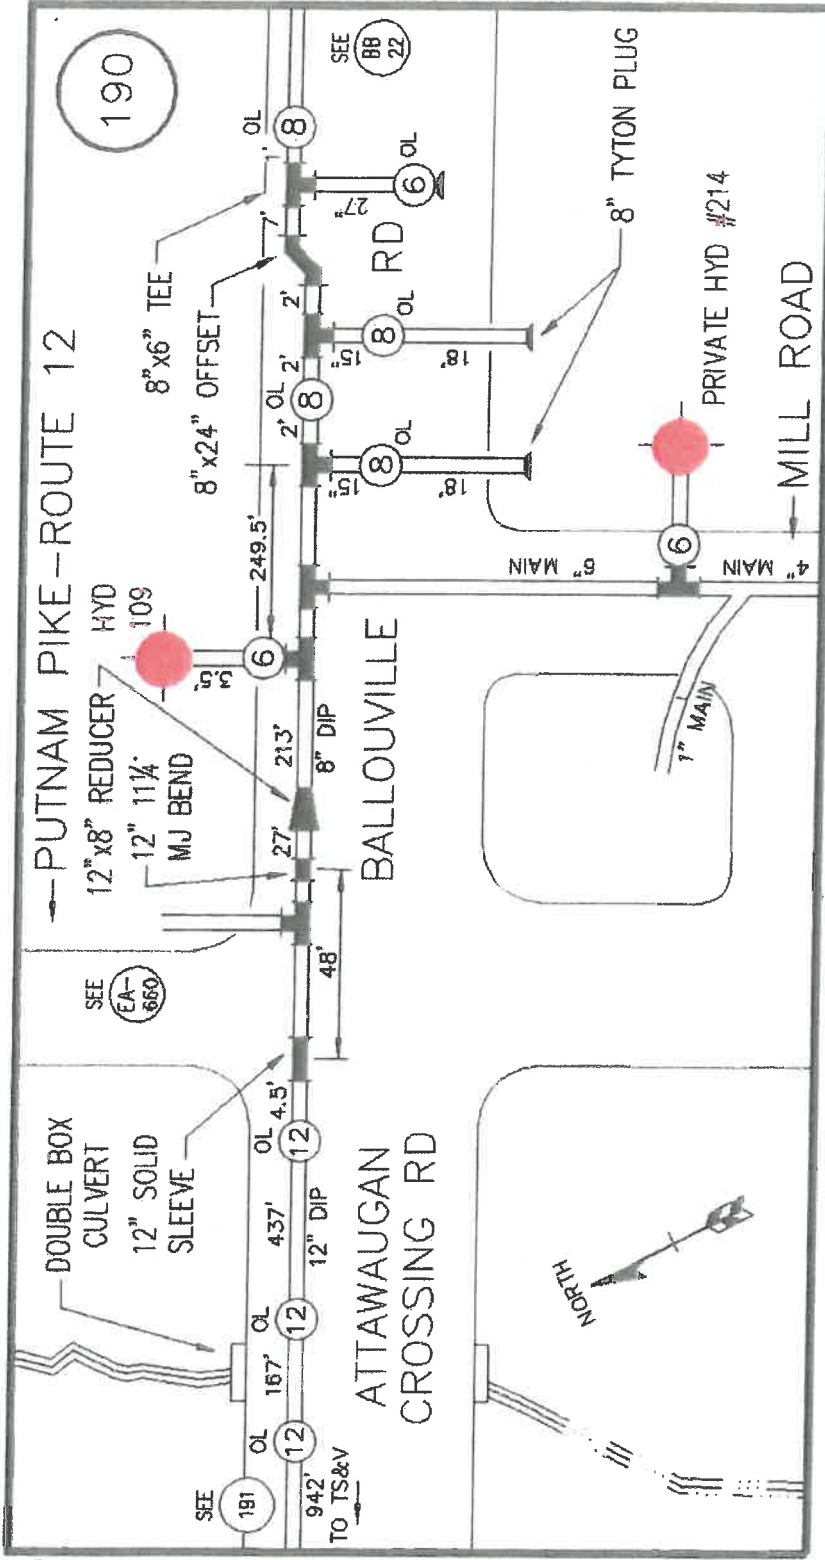 190
PUTNAM PIKE-ROUTE 12
SEE
BB
22
8"x6" TEE
8"x24" OFFSET
12"x8" REDUCER
12" 11¼°
MJ BEND
HYD
109
SEE
EA-
660
DOUBLE BOX
CULVERT
12" SOLID
SLEEVE
SEE
191
942'
TO TS&V
OL
12
167'
OL
12
437'
12" DIP
OL
12
4.5'
48'
27'
213'
8" DIP
3.5'
6
249.5'
15"
8
OL
18'
2'
OL
8
2'
15"
8
OL
18'
2'
7'
27"
6
OL
1'
OL
8
ATTAWAUGAN
CROSSING RD
BALLOUVILLE
RD
8" TYTON PLUG
6" MAIN
6
4" MAIN
1" MAIN
PRIVATE HYD #214
MILL ROAD
NORTH